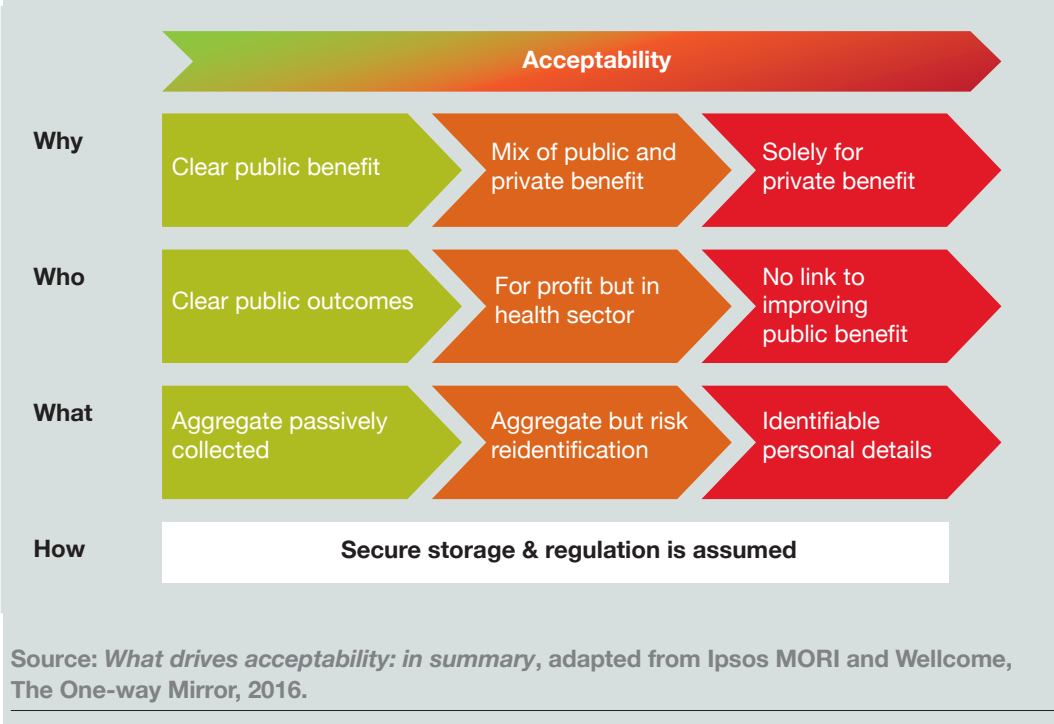 Acceptability
Why
Clear public benefit
Mix of public and
private benefit
Solely for
private benefit
Who
Clear public outcomes
For profit but in
health sector
No link to
improving
public benefit
What
Aggregate passively
collected
Aggregate but risk
reidentification
Identifiable
personal details
How
Secure storage & regulation is assumed
Source: What drives acceptability: in summary, adapted from Ipsos MORI and Wellcome,
The One-way Mirror, 2016.